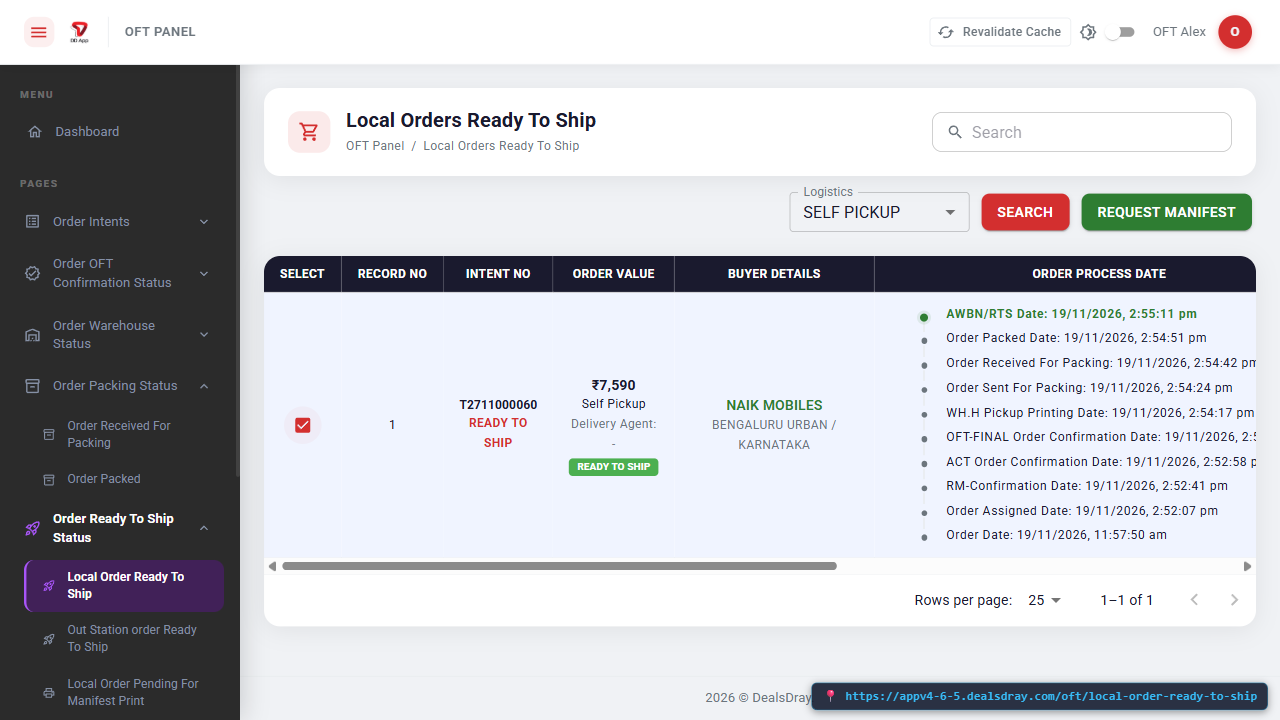 DD App
OFT PANEL
Revalidate Cache
OFT Alex
O
MENU
Dashboard
PAGES
Order Intents
Order OFT
Confirmation Status
Order Warehouse
Status
Order Packing Status
Order Received For
Packing
Order Packed
Order Ready To Ship
Status
Local Order Ready To
Ship
Out Station order Ready
To Ship
Local Order Pending For
Manifest Print
Local Orders Ready To Ship
OFT Panel / Local Orders Ready To Ship
Search
Logistics
SELF PICKUP
SEARCH
REQUEST MANIFEST
SELECT RECORD NO INTENT NO ORDER VALUE BUYER DETAILS ORDER PROCESS DATE
1
T2711000060
READY TO
SHIP
₹7,590
Self Pickup
Delivery Agent:
-
READY TO SHIP
NAIK MOBILES
BENGALURU URBAN /
KARNATAKA
AWBN/RTS Date: 19/11/2026, 2:55:11 pm
Order Packed Date: 19/11/2026, 2:54:51 pm
Order Received For Packing: 19/11/2026, 2:54:42 pm
Order Sent For Packing: 19/11/2026, 2:54:24 pm
WH.H Pickup Printing Date: 19/11/2026, 2:54:17 pm
OFT-FINAL Order Confirmation Date: 19/11/2026, 2:5
ACT Order Confirmation Date: 19/11/2026, 2:52:58 p
RM-Confirmation Date: 19/11/2026, 2:52:41 pm
Order Assigned Date: 19/11/2026, 2:52:07 pm
Order Date: 19/11/2026, 11:57:50 am
Rows per page: 25 1–1 of 1
2026 © DealsDray
https://appv4-6-5.dealsdray.com/oft/local-order-ready-to-ship